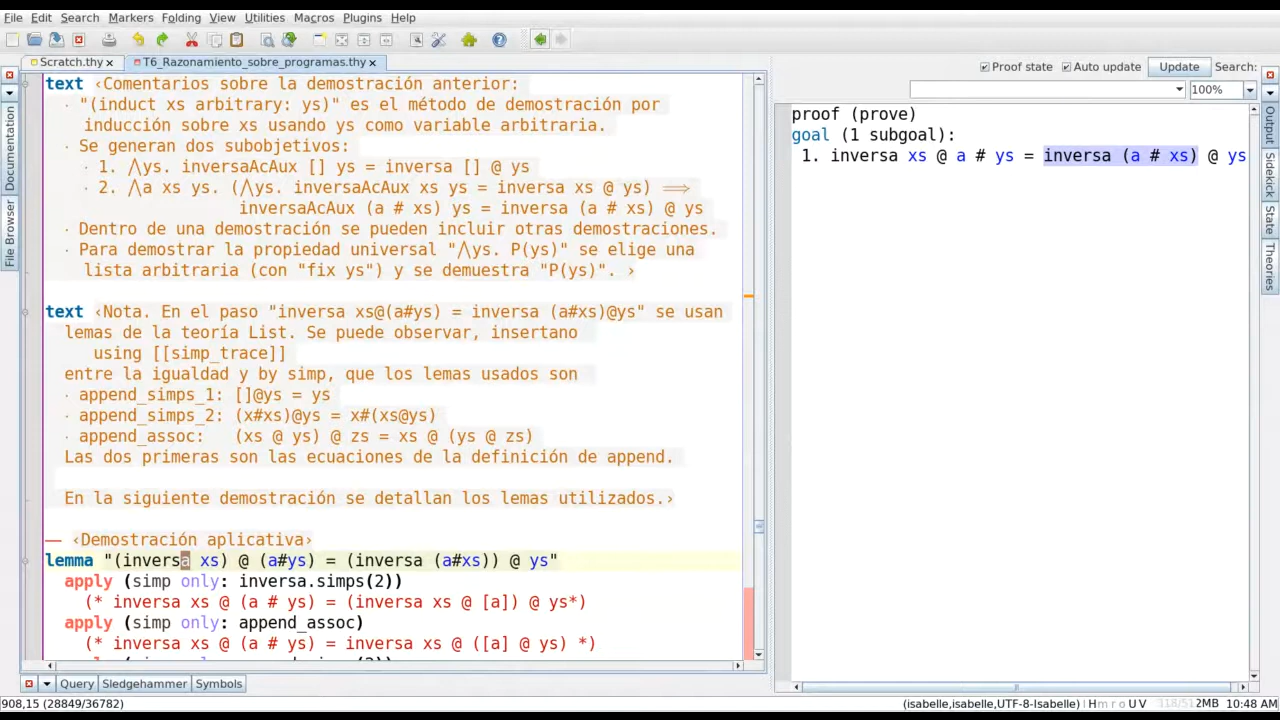 File Edit Search Markers Folding View Utilities Macros Plugins Help
Scratch.thy
T6_Razonamiento_sobre_programas.thy
text ‹Comentarios sobre la demostración anterior:
· "(induct xs arbitrary: ys)" es el método de demostración por
inducción sobre xs usando ys como variable arbitraria.
· Se generan dos subobjetivos:
· 1. ⋀ys. inversaAcAux [] ys = inversa [] @ ys
· 2. ⋀a xs ys. (⋀ys. inversaAcAux xs ys = inversa xs @ ys) ⟹
inversaAcAux (a # xs) ys = inversa (a # xs) @ ys
· Dentro de una demostración se pueden incluir otras demostraciones.
· Para demostrar la propiedad universal "⋀ys. P(ys)" se elige una
lista arbitraria (con "fix ys") y se demuestra "P(ys)". ›
text ‹Nota. En el paso "inversa xs@(a#ys) = inversa (a#xs)@ys" se usan
lemas de la teoría List. Se puede observar, insertano
using [[simp_trace]]
entre la igualdad y by simp, que los lemas usados son
· append_simps_1: []@ys = ys
· append_simps_2: (x#xs)@ys = x#(xs@ys)
· append_assoc: (xs @ ys) @ zs = xs @ (ys @ zs)
Las dos primeras son las ecuaciones de la definición de append.
En la siguiente demostración se detallan los lemas utilizados.›
— ‹Demostración aplicativa›
lemma "(inversa xs) @ (a#ys) = (inversa (a#xs)) @ ys"
apply (simp only: inversa.simps(2))
(* inversa xs @ (a # ys) = (inversa xs @ [a]) @ ys*)
apply (simp only: append_assoc)
(* inversa xs @ (a # ys) = inversa xs @ ([a] @ ys) *)
Proof state Auto update Update Search:
100%
proof (prove)
goal (1 subgoal):
1. inversa xs @ a # ys = inversa (a # xs) @ ys
Documentation
File Browser
Output
Sidekick
State
Theories
Query Sledgehammer Symbols
908,15 (28849/36782)
(isabelle,isabelle,UTF-8-Isabelle)
10:48 AM